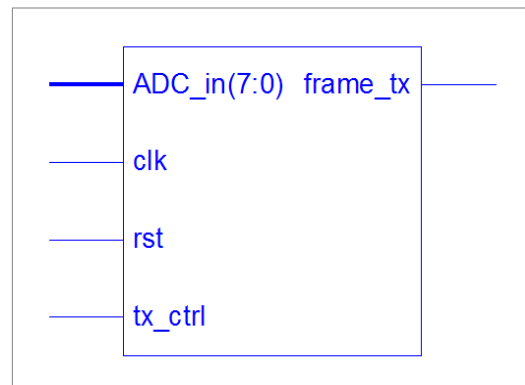 ADC_in(7:0) frame_tx
clk
rst
tx_ctrl